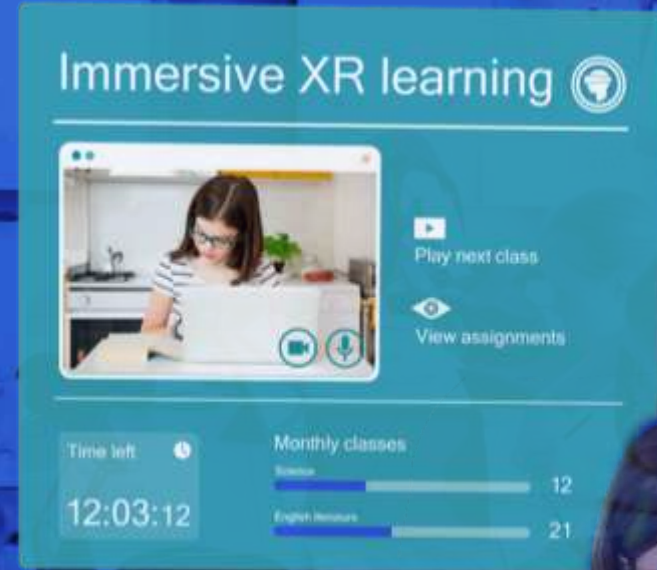 Immersive XR learning
Play next class
View assignments
Time left
12:03:12
Monthly classes
Science
12
English literature
21